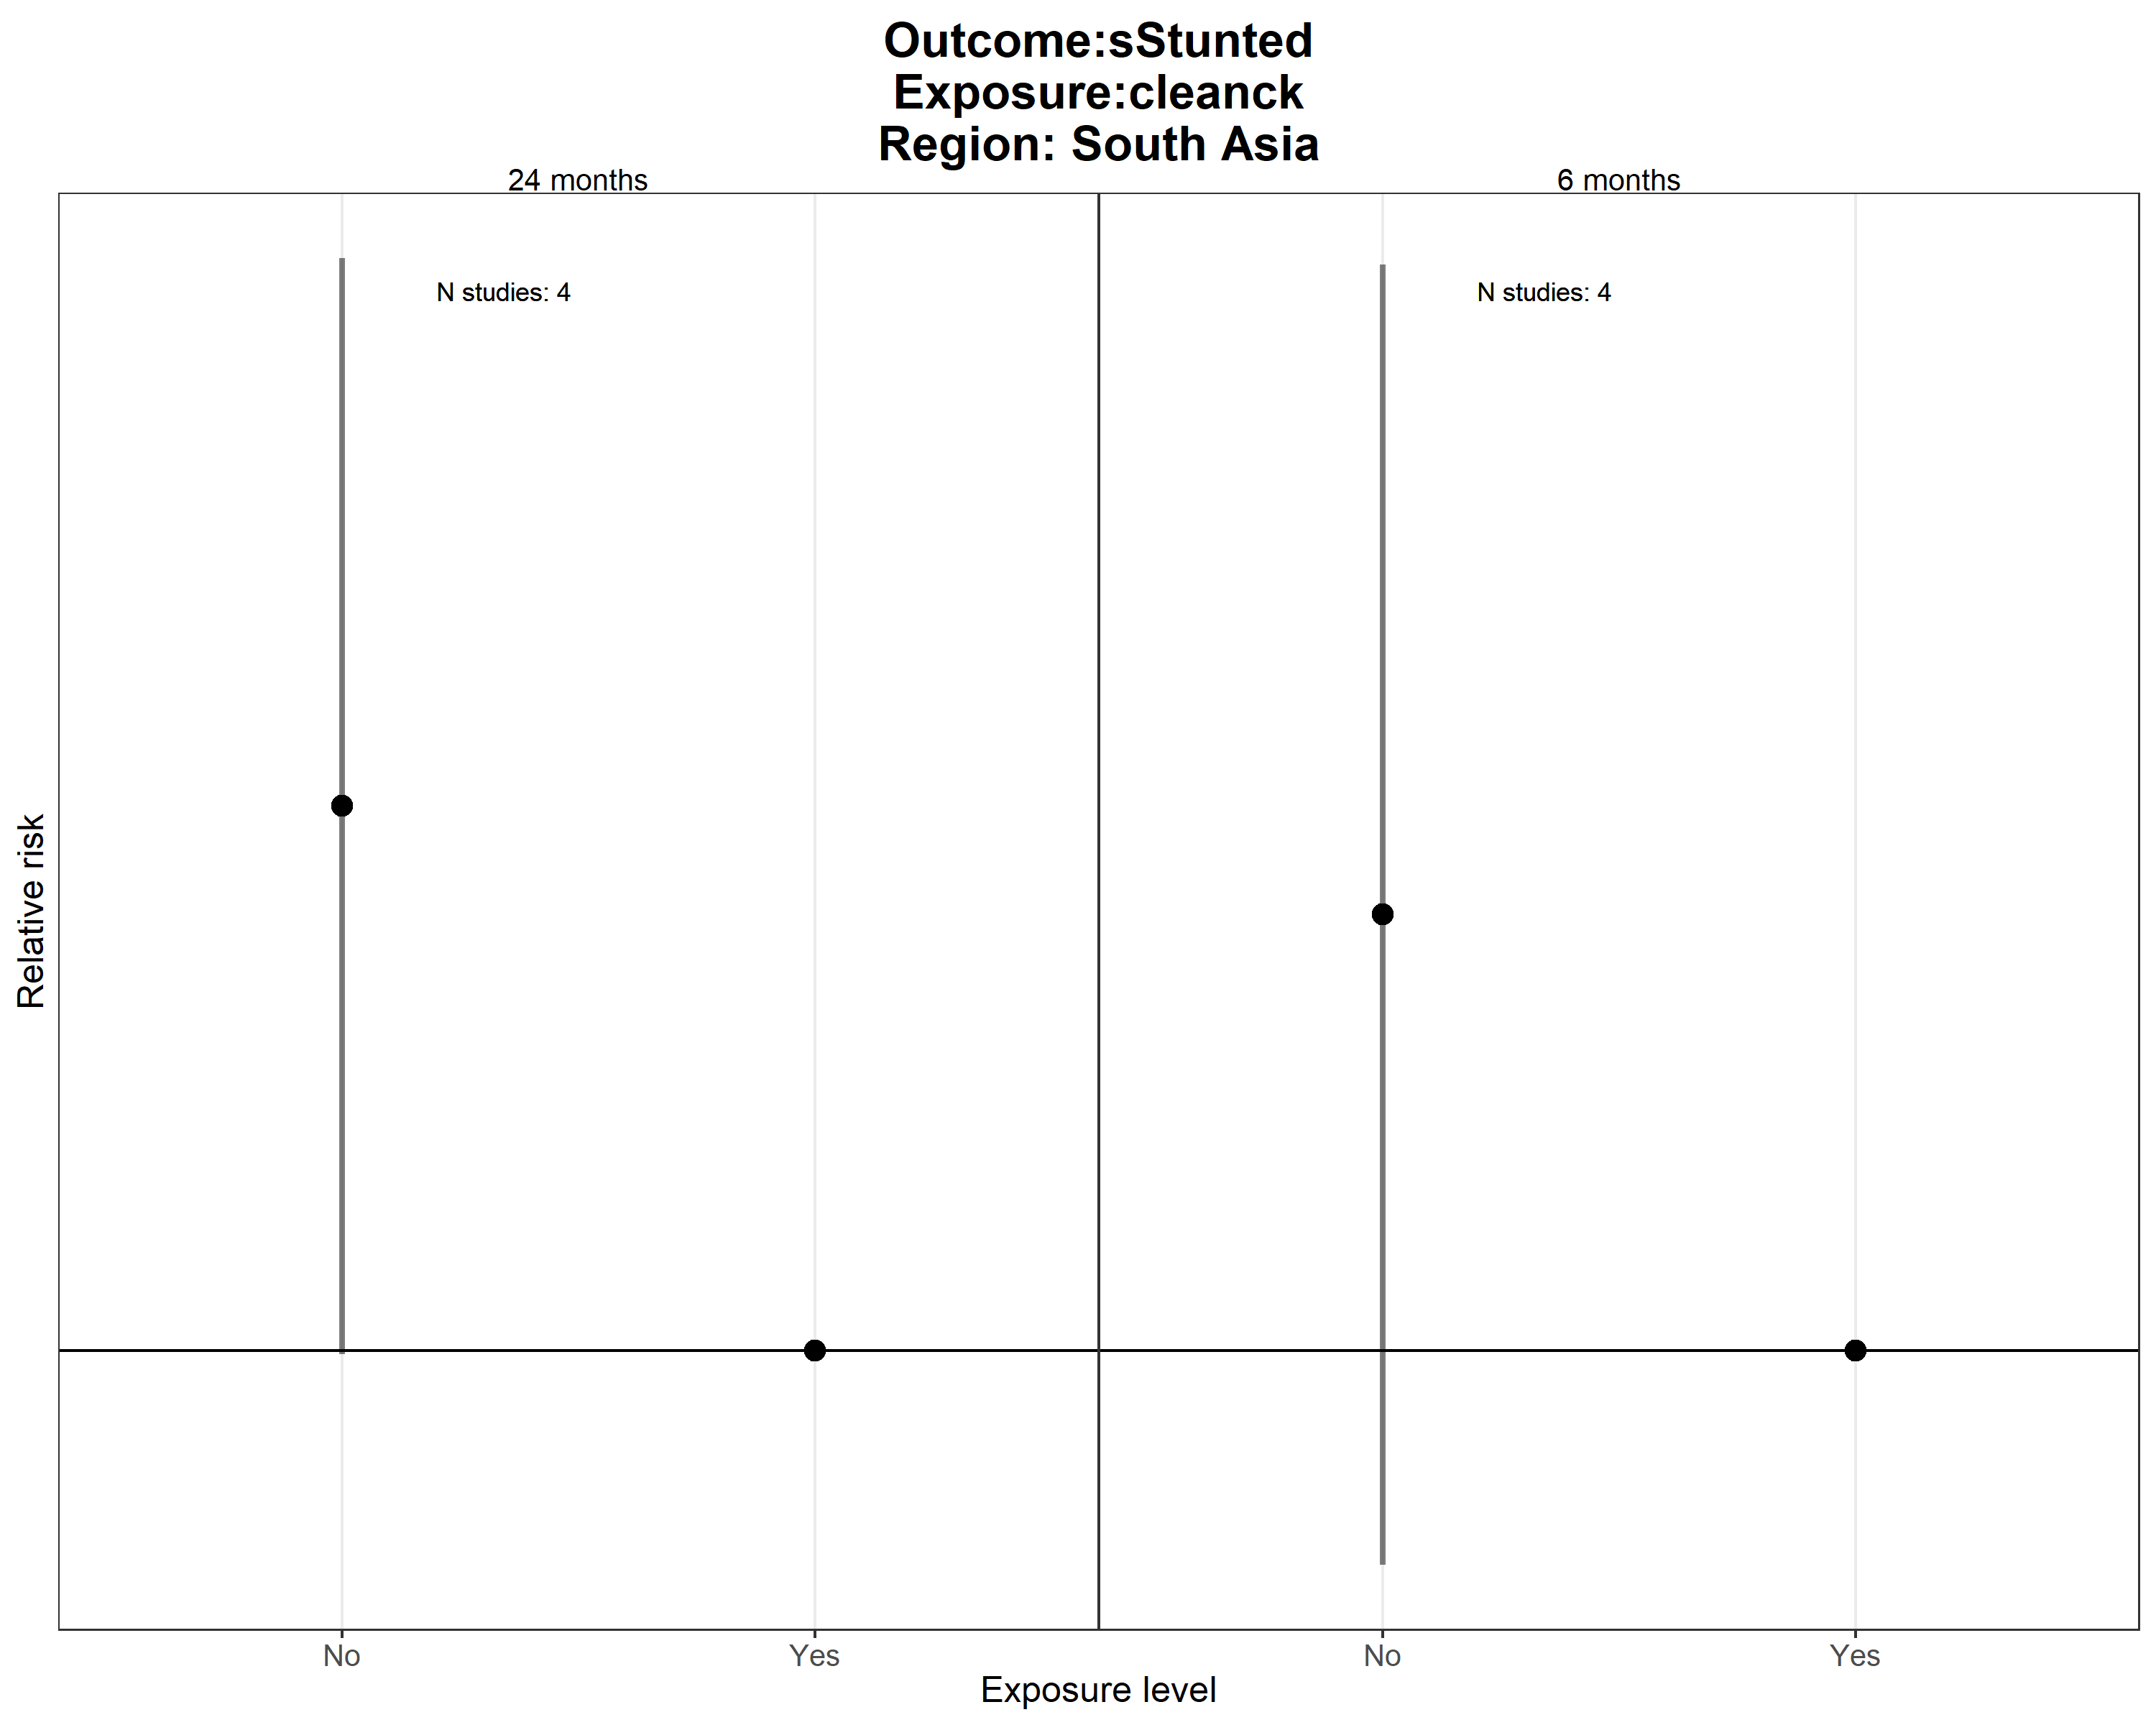 Outcome:sStunted
Exposure:cleanck
Region: South Asia
24 months
6 months
N studies: 4
N studies: 4
Relative risk
No
Yes
No
Yes
Exposure level